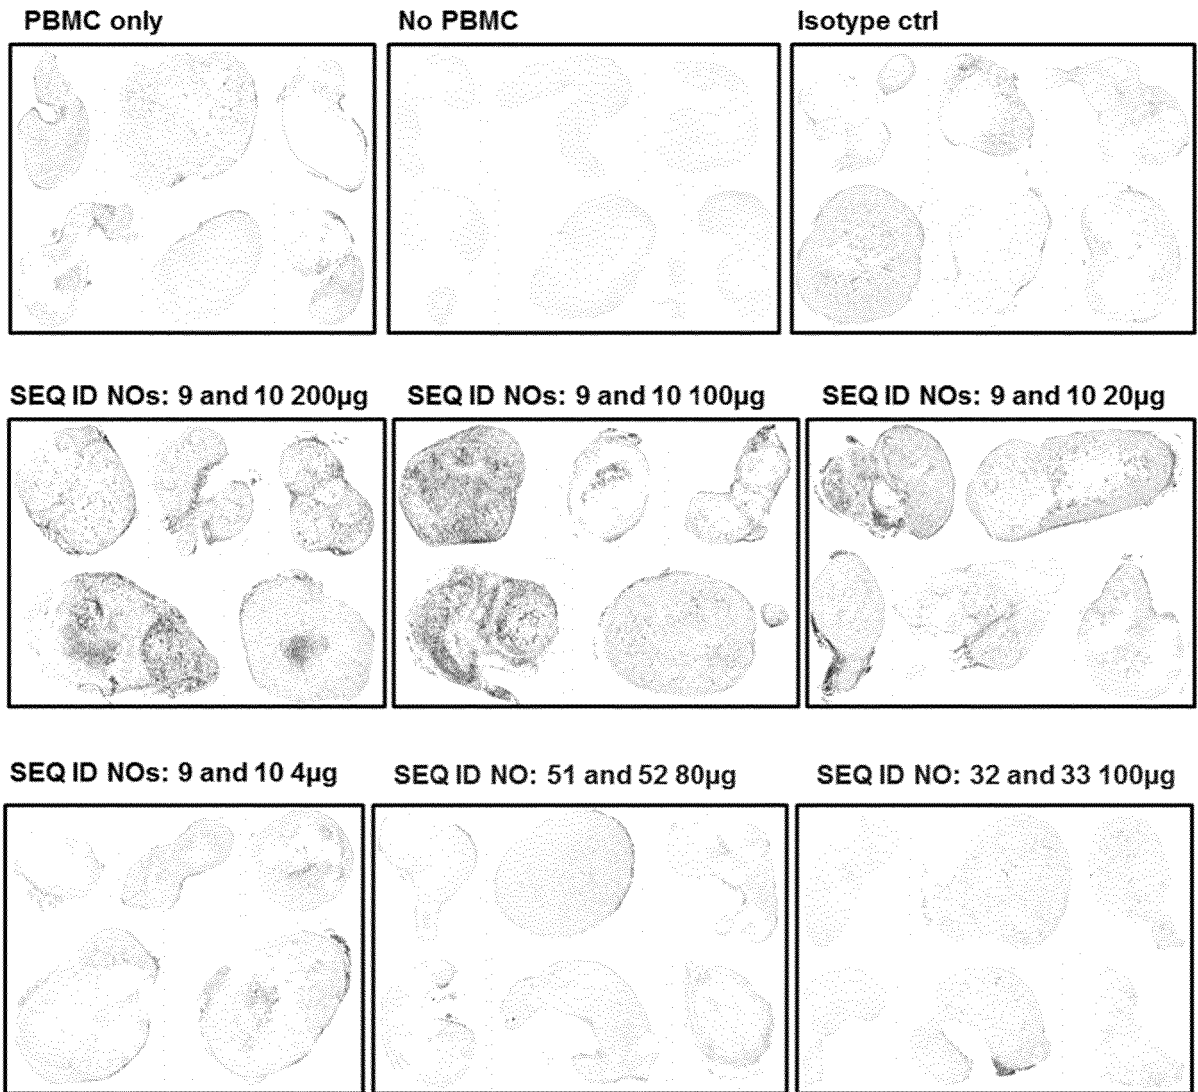 PBMC only
No PBMC
Isotype ctrl
SEQ ID NOs: 9 and 10 200µg
SEQ ID NOs: 9 and 10 100µg
SEQ ID NOs: 9 and 10 20µg
SEQ ID NOs: 9 and 10 4µg
SEQ ID NO: 51 and 52 80µg
SEQ ID NO: 32 and 33 100µg